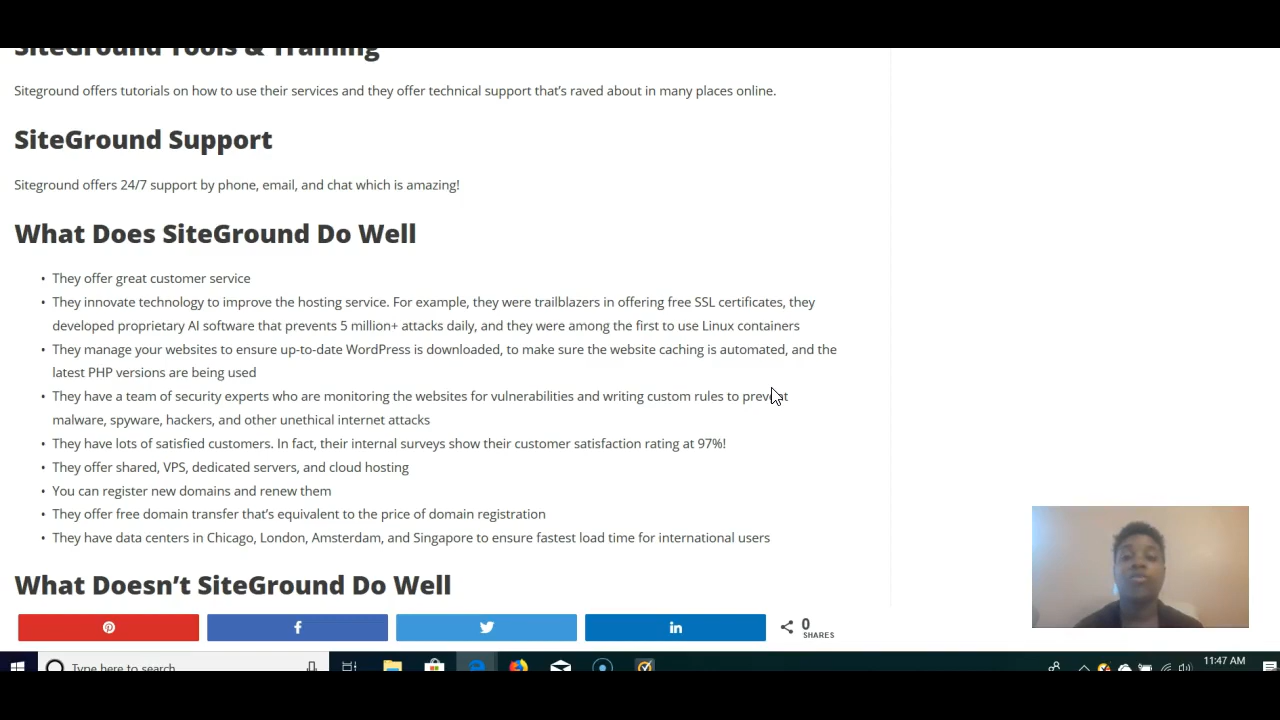 SiteGround Tools & Training
Siteground offers tutorials on how to use their services and they offer technical support that's raved about in many places online.
SiteGround Support
Siteground offers 24/7 support by phone, email, and chat which is amazing!
What Does SiteGround Do Well
• They offer great customer service
• They innovate technology to improve the hosting service. For example, they were trailblazers in offering free SSL certificates, they
developed proprietary AI software that prevents 5 million+ attacks daily, and they were among the first to use Linux containers
• They manage your websites to ensure up-to-date WordPress is downloaded, to make sure the website caching is automated, and the
latest PHP versions are being used
• They have a team of security experts who are monitoring the websites for vulnerabilities and writing custom rules to prevent
malware, spyware, hackers, and other unethical internet attacks
• They have lots of satisfied customers. In fact, their internal surveys show their customer satisfaction rating at 97%!
• They offer shared, VPS, dedicated servers, and cloud hosting
• You can register new domains and renew them
• They offer free domain transfer that's equivalent to the price of domain registration
• They have data centers in Chicago, London, Amsterdam, and Singapore to ensure fastest load time for international users
What Doesn't SiteGround Do Well
0
SHARES
Type here to search
11:47 AM